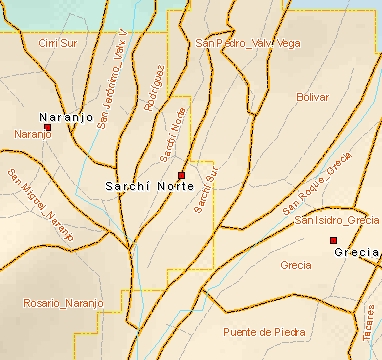 Cirri Sur
San Jerónimo_Valv V
San Pedro_Valv Vega
Rodríguez
Bólivar
Naranjo
Naranjo
Sarchí Norte
Sarchí Norte
Sarchí Sur
San Roque_Grecia
San Miguel_Naranjo
San Isidro_Grecia
Grecia
Grecia
Rosario_Naranjo
Puente de Piedra
Tacares